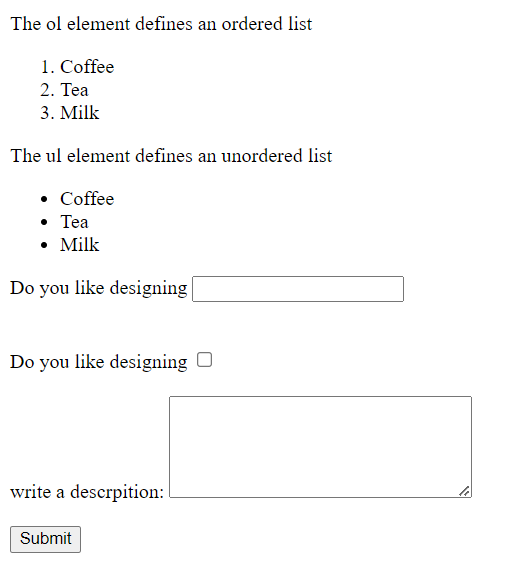 The ol element defines an ordered list
1. Coffee
2. Tea
3. Milk
The ul element defines an unordered list
• Coffee
• Tea
• Milk
Do you like designing
Do you like designing
write a descrpition:
Submit